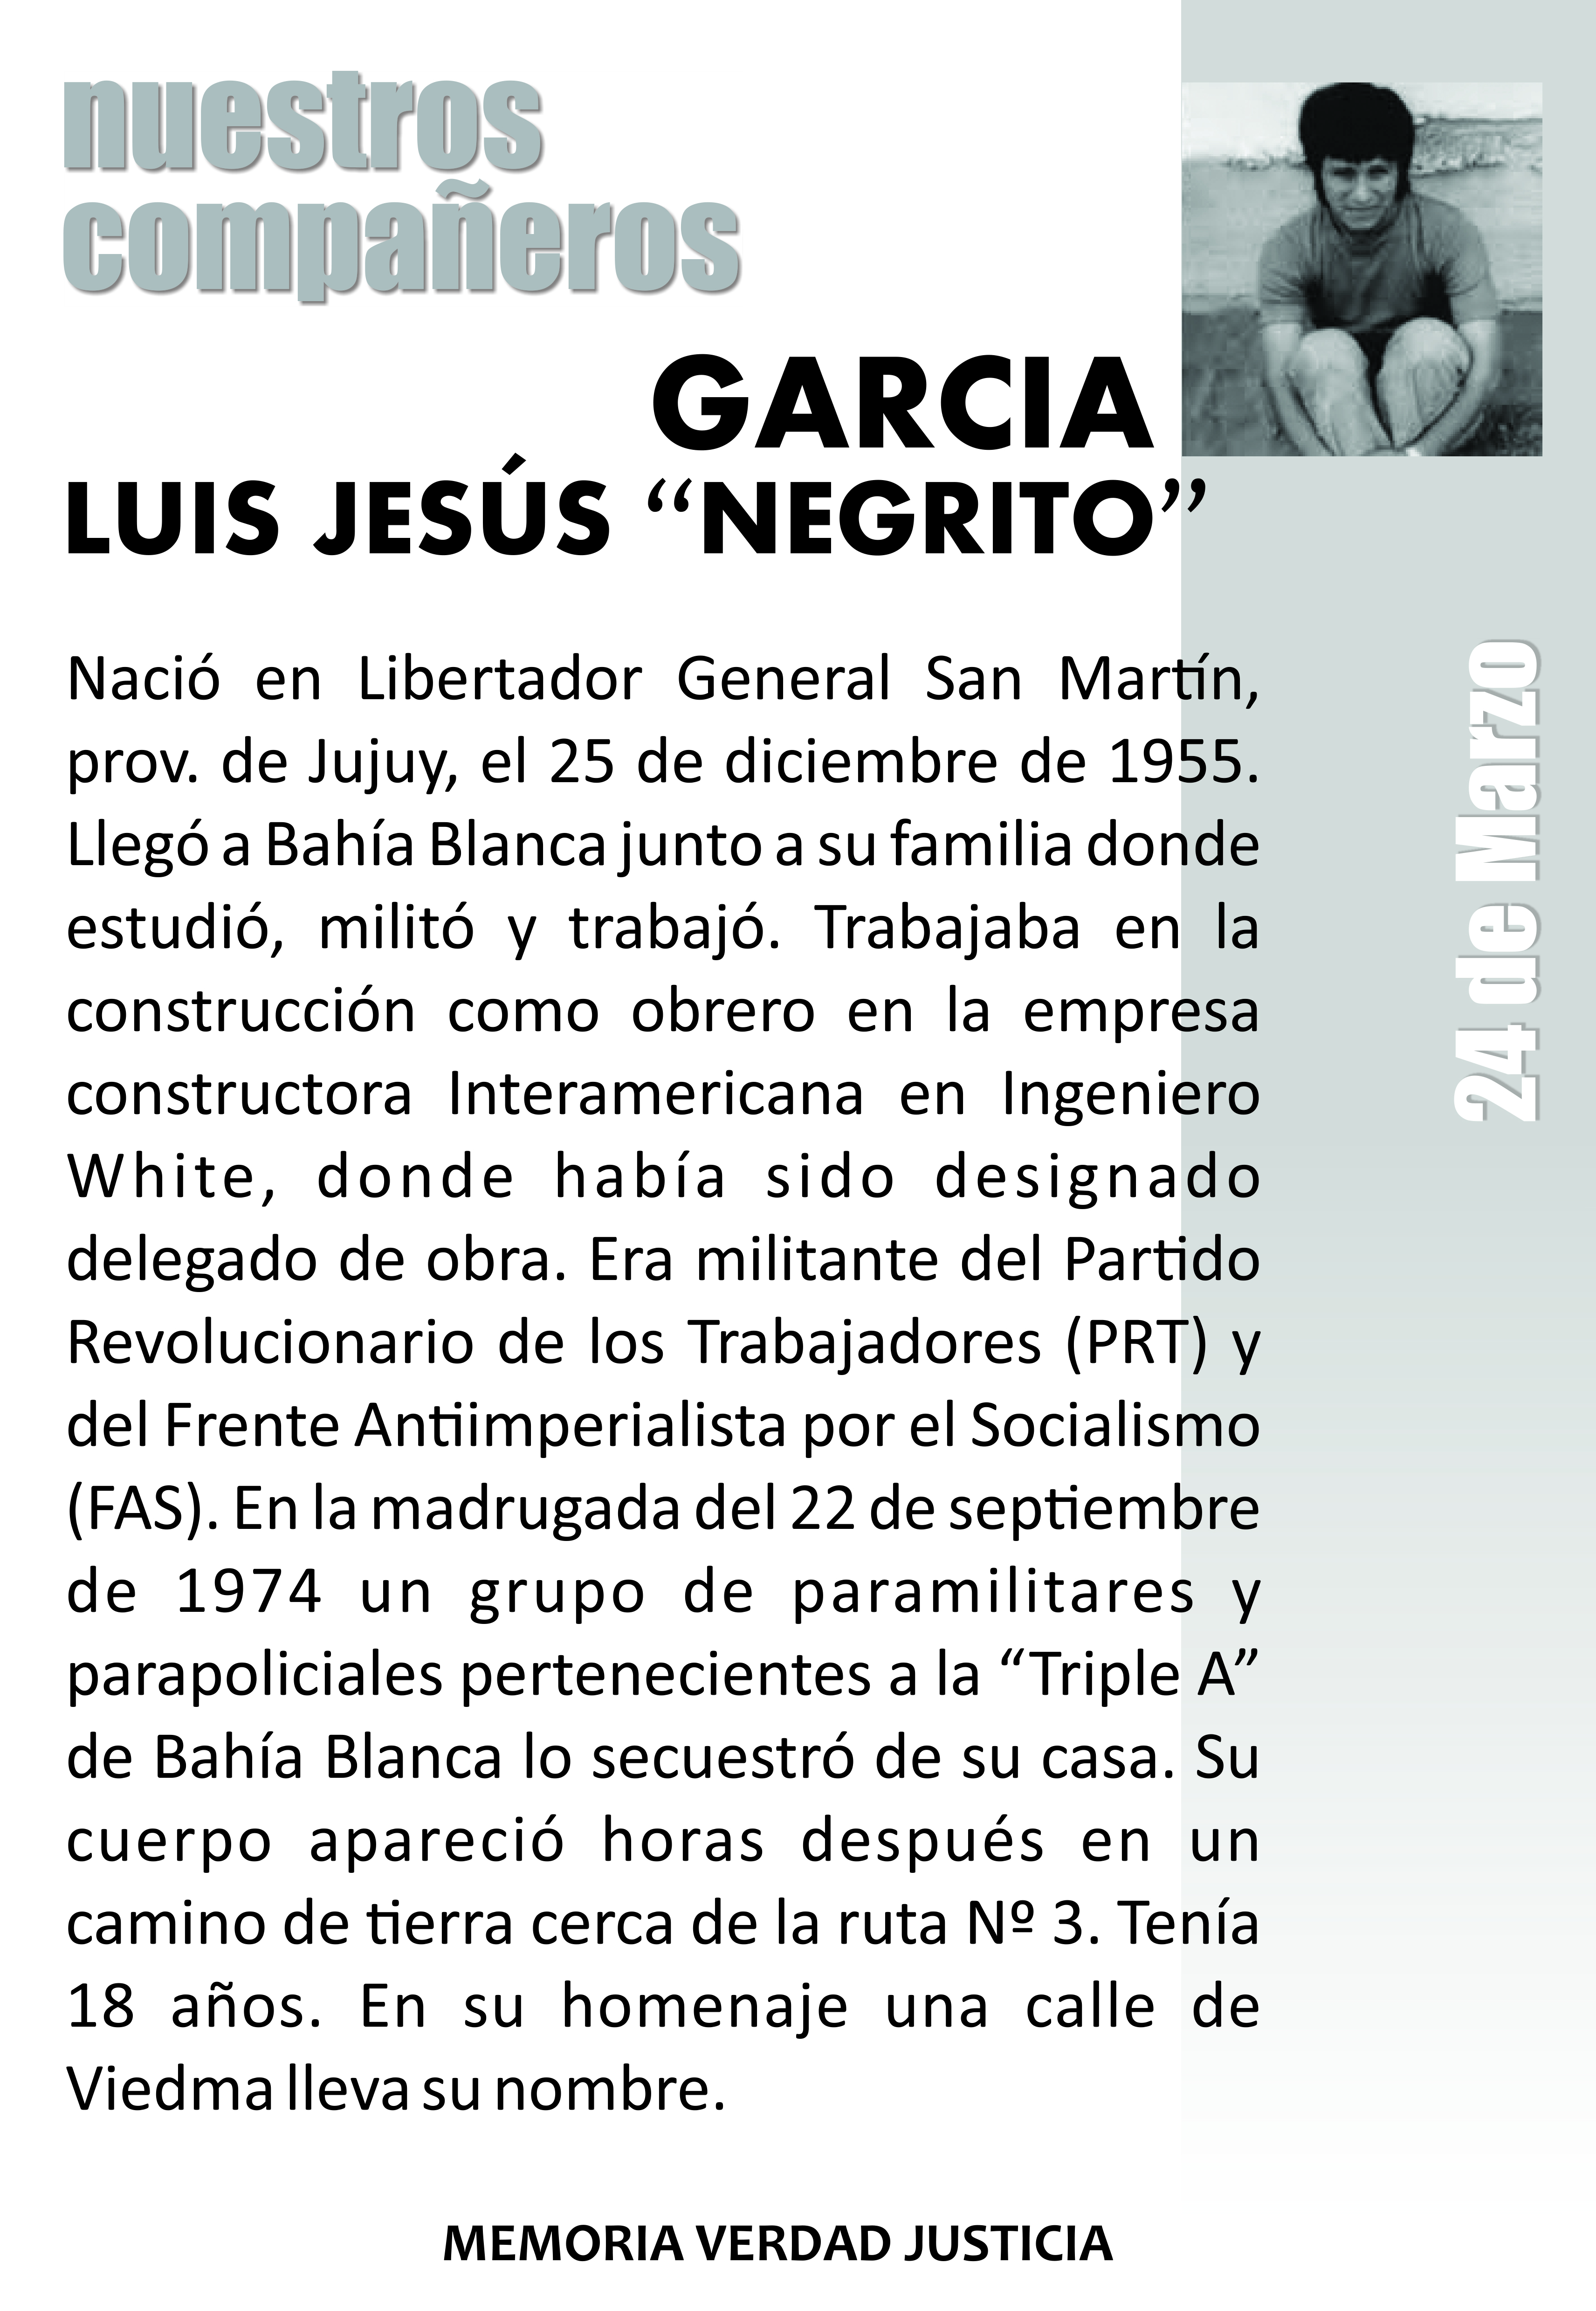 nuestros
compañeros
GARCIA
LUIS JESÚS “NEGRITO”
Nació en Libertador General San Martín,
prov. de Jujuy, el 25 de diciembre de 1955.
Llegó a Bahía Blanca junto a su familia donde
estudió, militó y trabajó. Trabajaba en la
construcción como obrero en la empresa
constructora Interamericana en Ingeniero
White, donde había sido designado
delegado de obra. Era militante del Partido
Revolucionario de los Trabajadores (PRT) y
del Frente Antiimperialista por el Socialismo
(FAS). En la madrugada del 22 de septiembre
de 1974 un grupo de paramilitares y
parapoliciales pertenecientes a la “Triple A”
de Bahía Blanca lo secuestró de su casa. Su
cuerpo apareció horas después en un
camino de tierra cerca de la ruta Nº 3. Tenía
18 años. En su homenaje una calle de
Viedma lleva su nombre.
24 de Marzo
MEMORIA VERDAD JUSTICIA